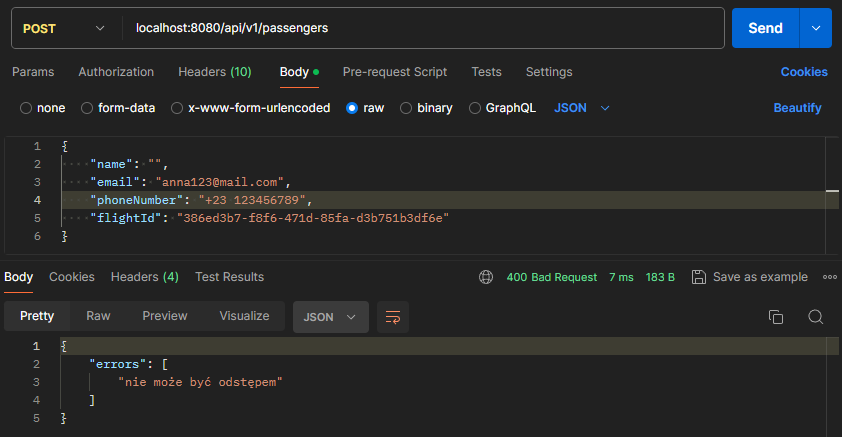 POST localhost:8080/api/v1/passengers Send
Params Authorization Headers (10) Body Pre-request Script Tests Settings Cookies
none form-data x-www-form-urlencoded raw binary GraphQL JSON Beautify
1 {
2 "name": "",
3 "email": "anna123@mail.com",
4 "phoneNumber": "+23 123456789",
5 "flightId": "386ed3b7-f8f6-471d-85fa-d3b751b3df6e"
6 }
Body Cookies Headers (4) Test Results 400 Bad Request 7 ms 183 B Save as example
Pretty Raw Preview Visualize JSON
1 {
2 "errors": [
3 "nie może być odstępem"
4 ]
5 }